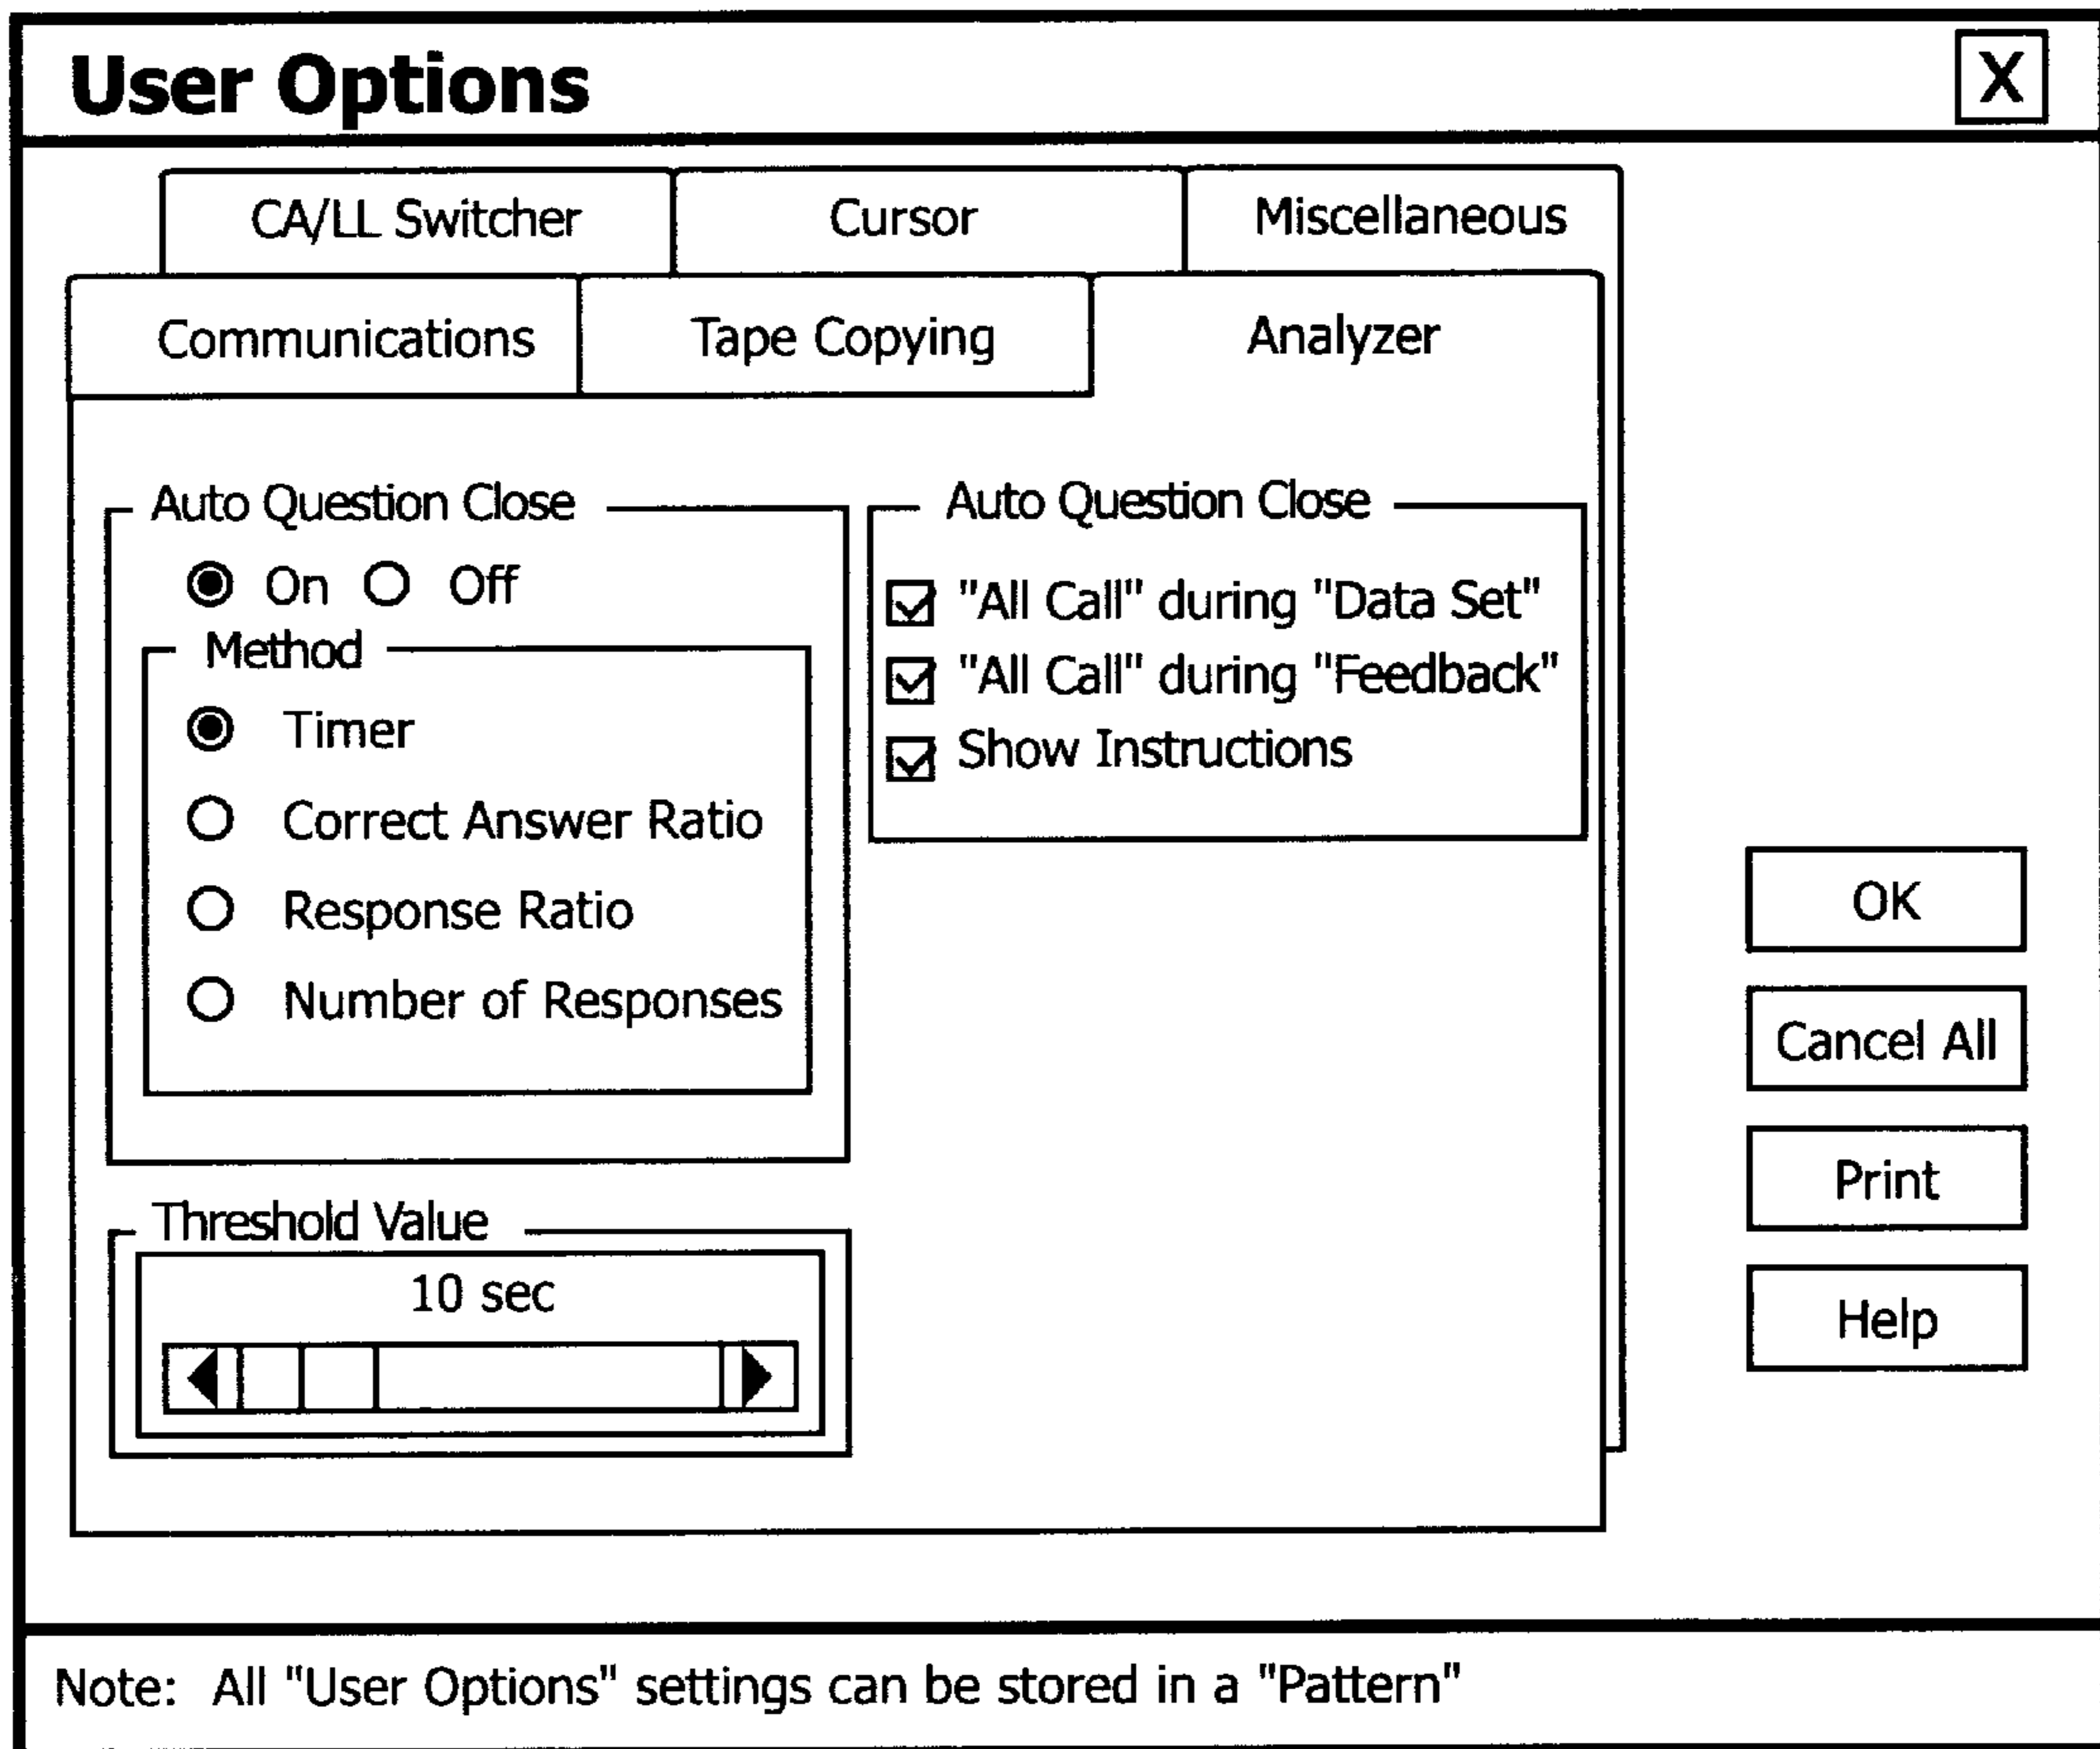 User Options
X
CA/LL Switcher
Cursor
Miscellaneous
Communications
Tape Copying
Analyzer
Auto Question Close
On
Off
Method
Timer
Correct Answer Ratio
Response Ratio
Number of Responses
Threshold Value
10 sec
Auto Question Close
"All Call" during "Data Set"
"All Call" during "Feedback"
Show Instructions
OK
Cancel All
Print
Help
Note: All "User Options" settings can be stored in a "Pattern"